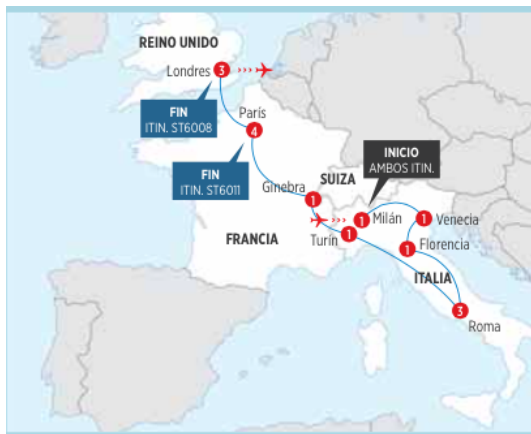 REINO UNIDO
Londres 3
FIN
ITIN. ST6008
París
4
FIN
ITIN. ST6011
INICIO
AMBOS ITIN.
SUIZA
Ginebra 1
1 Milán
1 Venecia
Turín 1
1 Florencia
FRANCIA
ITALIA
3
Roma